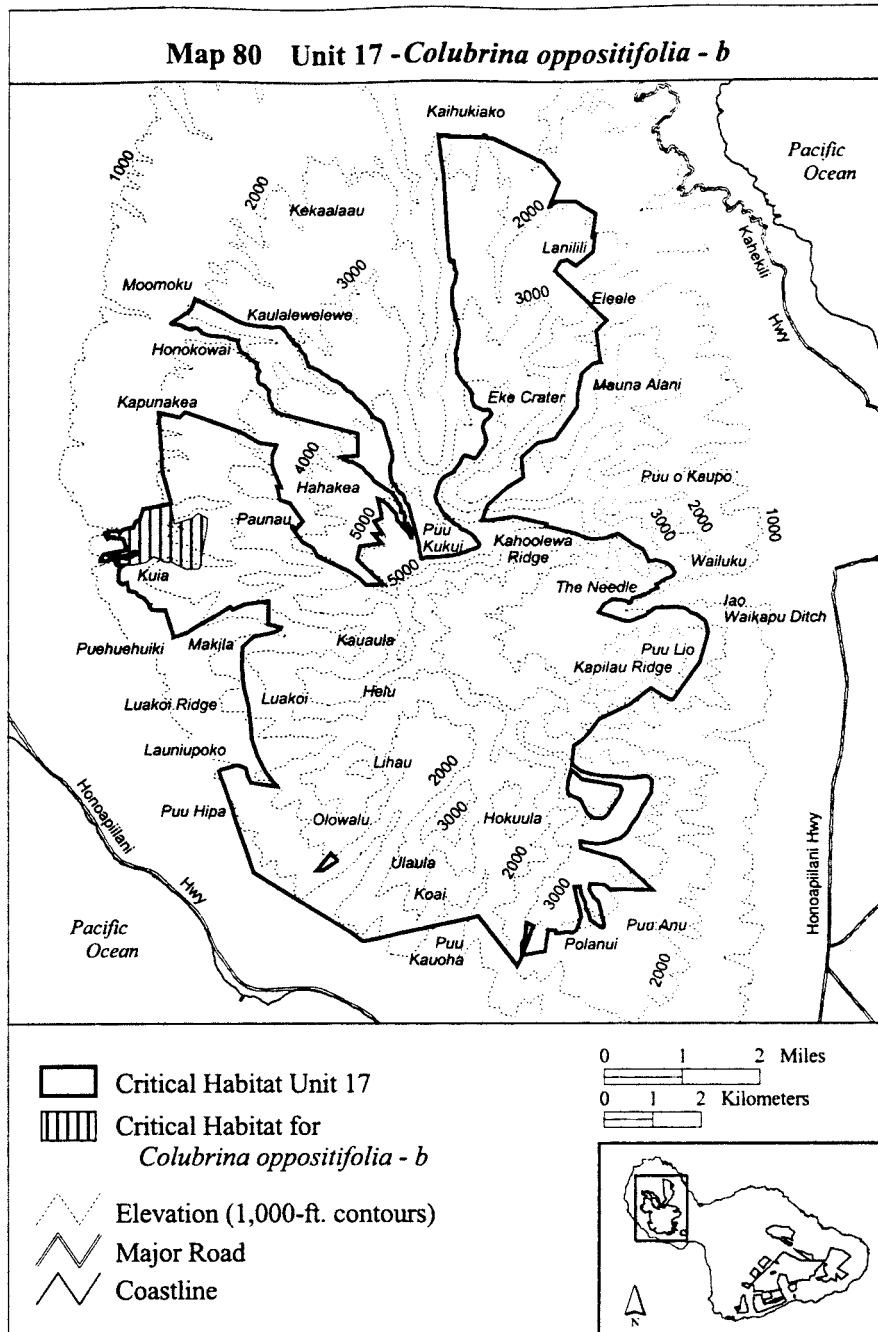 Map 80 Unit 17 - Colubrina oppositifolia - b
Kaihukiako
Pacific
Ocean
1000
2000
Kekaalaau
2000
Lanilili
Kahekili
Hwy
3000
3000
Eleele
Moomoku
Kaulalewelewe
Honokowai
Kapunakea
Eke Crater
Mauna Alani
4000
Hahakea
Puu o Kaupo
3000
2000
1000
Paunau
5000
Puu
Kukui
Kahoolewa
Ridge
Wailuku
5000
Kuia
The Needle
Iao
Waikapu Ditch
Puehuehuiki
Makila
Kauaula
Puu Lio
Kapilau Ridge
Luakoi Ridge
Luakoi
Helu
Launiupoko
Lihau
2000
Honoapiilani
Hwy
Puu Hipa
Olowalu
3000
Hokuula
Ulaula
2000
Koai
3000
Honoapiilani Hwy
Pacific
Ocean
Puu
Kauoha
Polanui
Puu Anu
2000
Critical Habitat Unit 17
Critical Habitat for
Colubrina oppositifolia - b
Elevation (1,000-ft. contours)
Major Road
Coastline
0 1 2 Miles
0 1 2 Kilometers
N